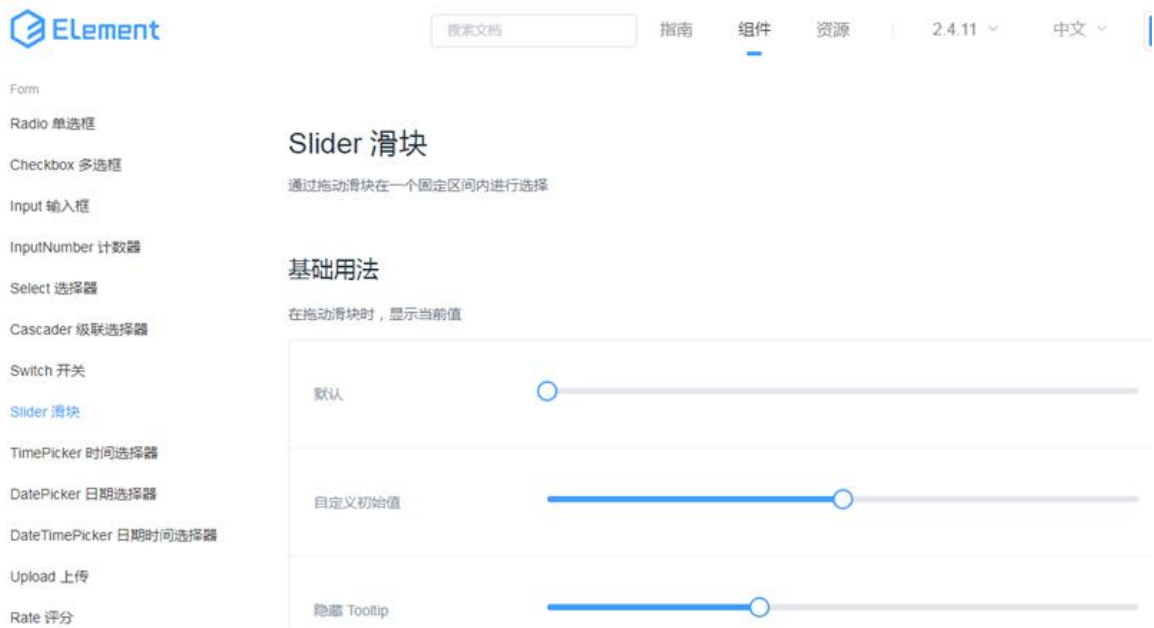 Element
搜索文档
指南
组件
资源
2.4.11
中文
Form
Radio 单选框
Checkbox 多选框
Input 输入框
InputNumber 计数器
Select 选择器
Cascader 级联选择器
Switch 开关
Slider 滑块
TimePicker 时间选择器
DatePicker 日期选择器
DateTimePicker 日期时间选择器
Upload 上传
Rate 评分
Slider 滑块
通过拖动滑块在一个固定区间内进行选择
基础用法
在拖动滑块时，显示当前值
默认
自定义初始值
隐藏 Tooltip